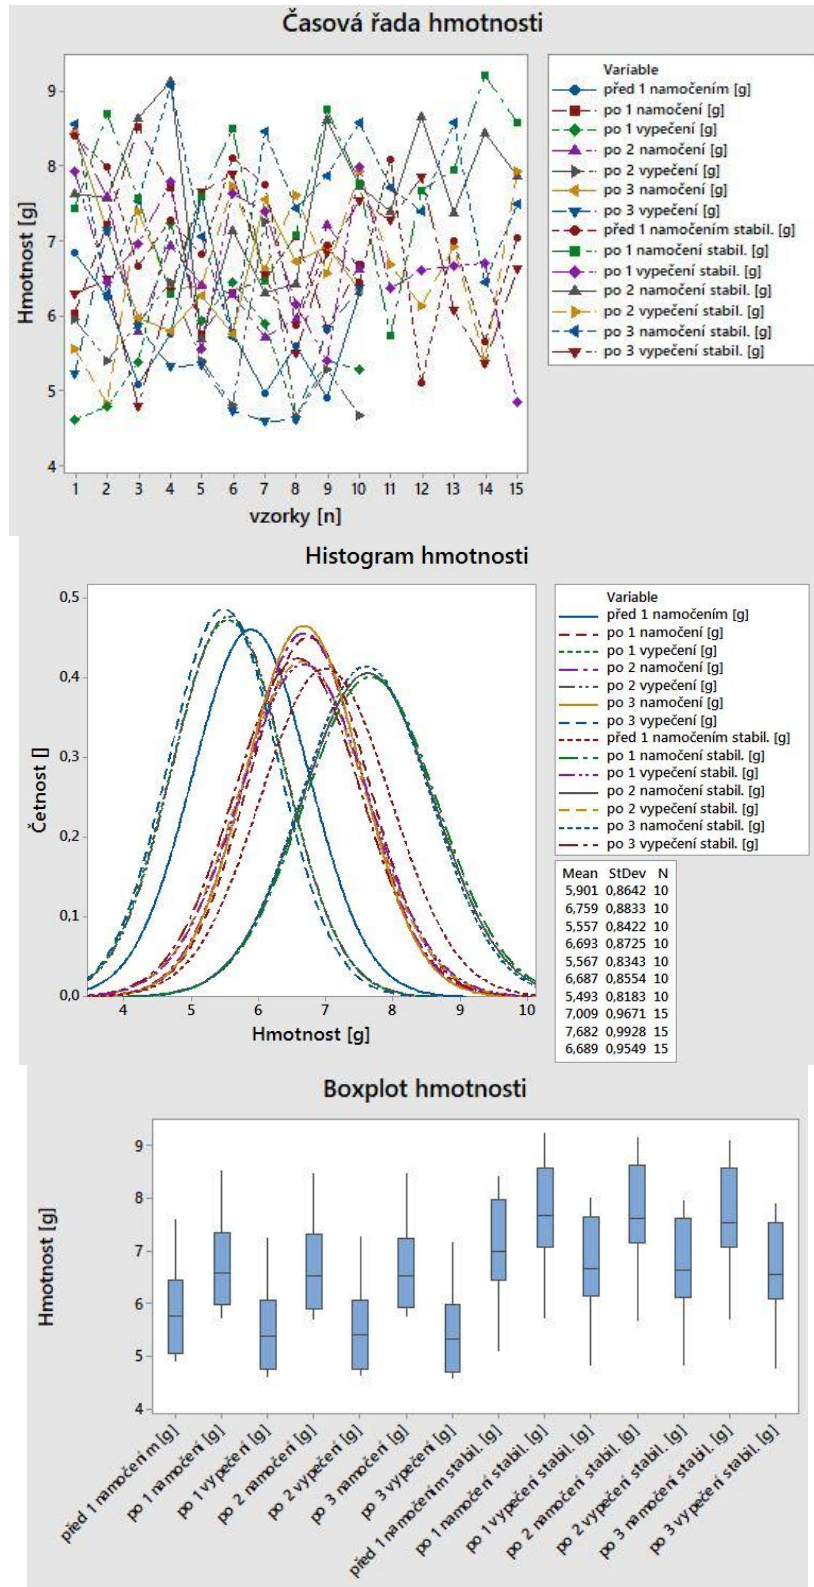 Časová řada hmotnosti
Hmotnost [g]
9
8
7
6
5
4
1 2 3 4 5 6 7 8 9 10 11 12 13 14 15
vzorky [n]
Variable
před 1 namočením [g]
po 1 namočení [g]
po 1 vypečení [g]
po 2 namočení [g]
po 2 vypečení [g]
po 3 namočení [g]
po 3 vypečení [g]
před 1 namočením stabil. [g]
po 1 namočení stabil. [g]
po 1 vypečení stabil. [g]
po 2 namočení stabil. [g]
po 2 vypečení stabil. [g]
po 3 namočení stabil. [g]
po 3 vypečení stabil. [g]
Histogram hmotnosti
Četnost []
0,5
0,4
0,3
0,2
0,1
0,0
4 5 6 7 8 9 10
Hmotnost [g]
Variable
před 1 namočením [g]
po 1 namočení [g]
po 1 vypečení [g]
po 2 namočení [g]
po 2 vypečení [g]
po 3 namočení [g]
po 3 vypečení [g]
před 1 namočením stabil. [g]
po 1 namočení stabil. [g]
po 1 vypečení stabil. [g]
po 2 namočení stabil. [g]
po 2 vypečení stabil. [g]
po 3 namočení stabil. [g]
po 3 vypečení stabil. [g]
Mean StDev N
5,901 0,8642 10
6,759 0,8833 10
5,557 0,8422 10
6,693 0,8725 10
5,567 0,8343 10
6,687 0,8554 10
5,493 0,8183 10
7,009 0,9671 15
7,682 0,9928 15
6,689 0,9549 15
Boxplot hmotnosti
Hmotnost [g]
9
8
7
6
5
4
před 1 namočením [g]
po 1 namočení [g]
po 1 vypečení [g]
po 2 namočení [g]
po 2 vypečení [g]
po 3 namočení [g]
po 3 vypečení [g]
před 1 namočením stabil. [g]
po 1 namočení stabil. [g]
po 1 vypečení stabil. [g]
po 2 namočení stabil. [g]
po 2 vypečení stabil. [g]
po 3 namočení stabil. [g]
po 3 vypečení stabil. [g]